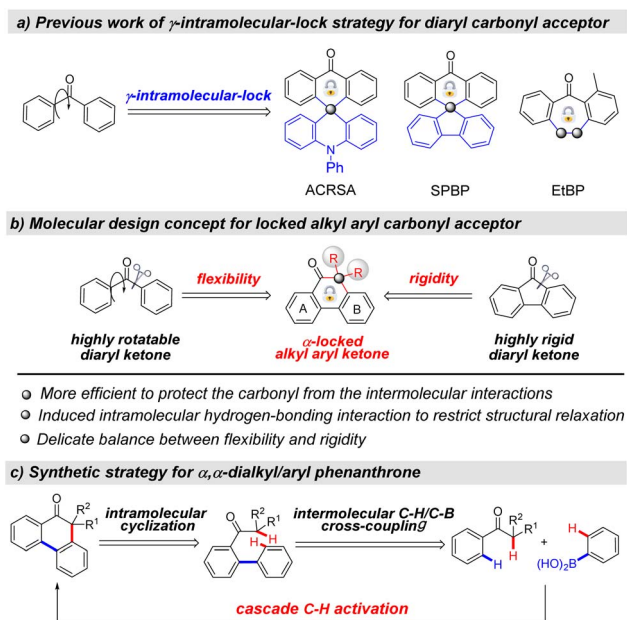 a) Previous work of γ-intramolecular-lock strategy for diaryl carbonyl acceptor
O
O
O
O
γ-intramolecular-lock
N
Ph
ACRSA
SPBP
EtBP
b) Molecular design concept for locked alkyl aryl carbonyl acceptor
R
O
O
O
flexibility
R
rigidity
A
B
highly rotatable
diaryl ketone
α-locked
alkyl aryl ketone
highly rigid
diaryl ketone
More efficient to protect the carbonyl from the intermolecular interactions
Induced intramolecular hydrogen-bonding interaction to restrict structural relaxation
Delicate balance between flexibility and rigidity
c) Synthetic strategy for α,α-dialkyl/aryl phenanthrone
O
R²
R¹
intramolecular
cyclization
O
R²
R¹
H
H
intermolecular C-H/C-B
cross-coupling
O
R²
R¹
H
H
+
H
(HO)₂B
cascade C-H activation